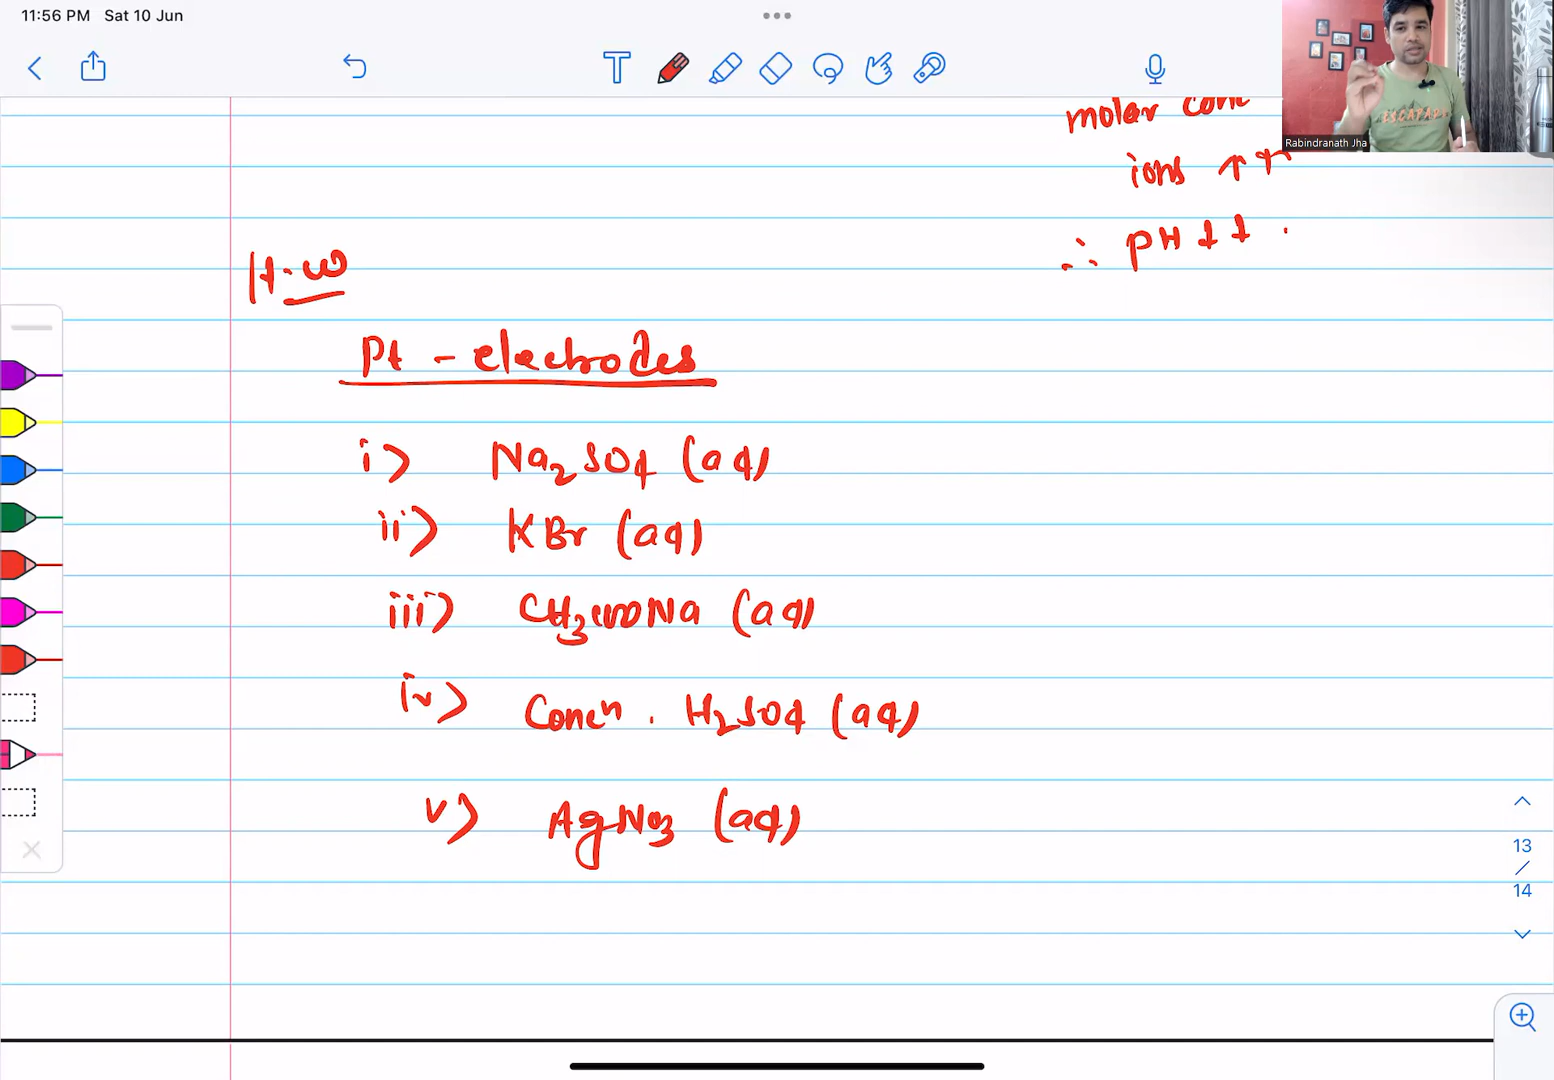 11:56 PM Sat 10 Jun
molar conc
ions ↑ ↑
∴ pH ↓ ↓ .
Rabindranath Jha
ESCAPADE
H.w
Pt - electrodes
i) Na2SO4 (aq)
ii) KBr (aq)
iii) CH3COONa (aq)
iv) Concn. H2SO4 (aq)
v) AgNO3 (aq)
13
/
14